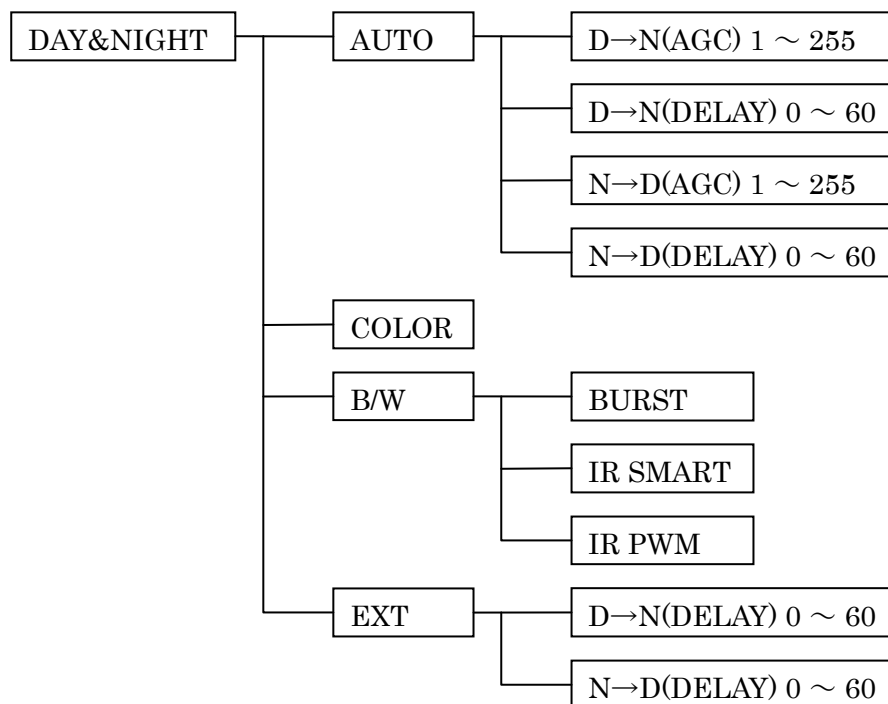 DAY&NIGHT
AUTO
D→N(AGC) 1 ～ 255
D→N(DELAY) 0 ～ 60
N→D(AGC) 1 ～ 255
N→D(DELAY) 0 ～ 60
COLOR
B/W
BURST
IR SMART
IR PWM
EXT
D→N(DELAY) 0 ～ 60
N→D(DELAY) 0 ～ 60